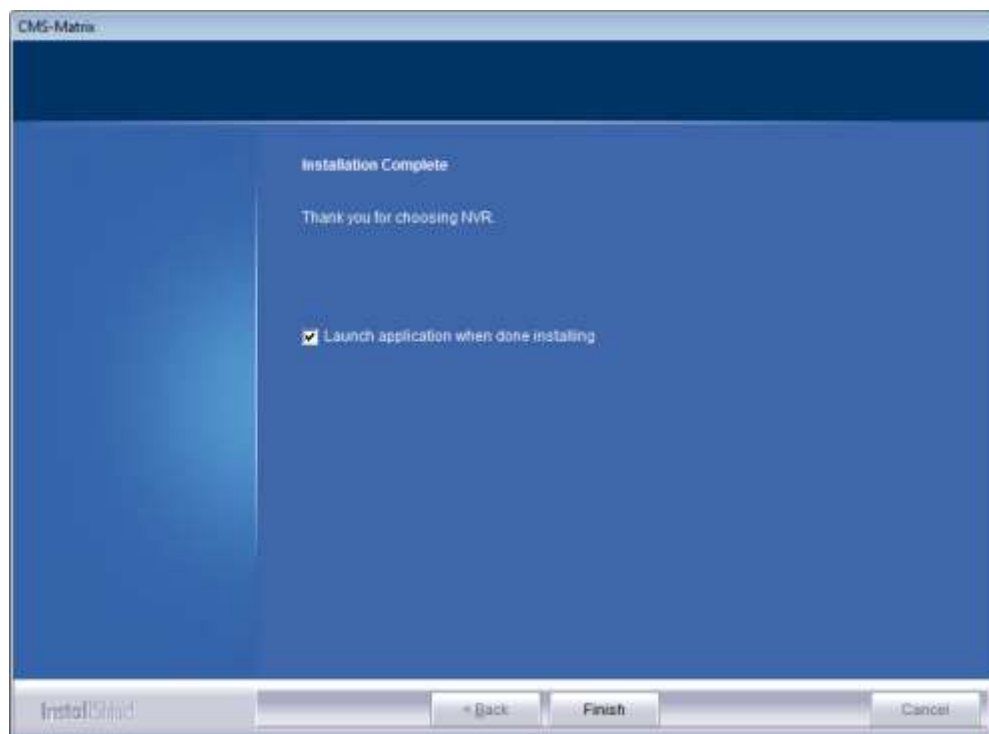 CMS-Matrix
Installation Complete
Thank you for choosing NVR.
Launch application when done installing
InstallShield
< Back
Finish
Cancel